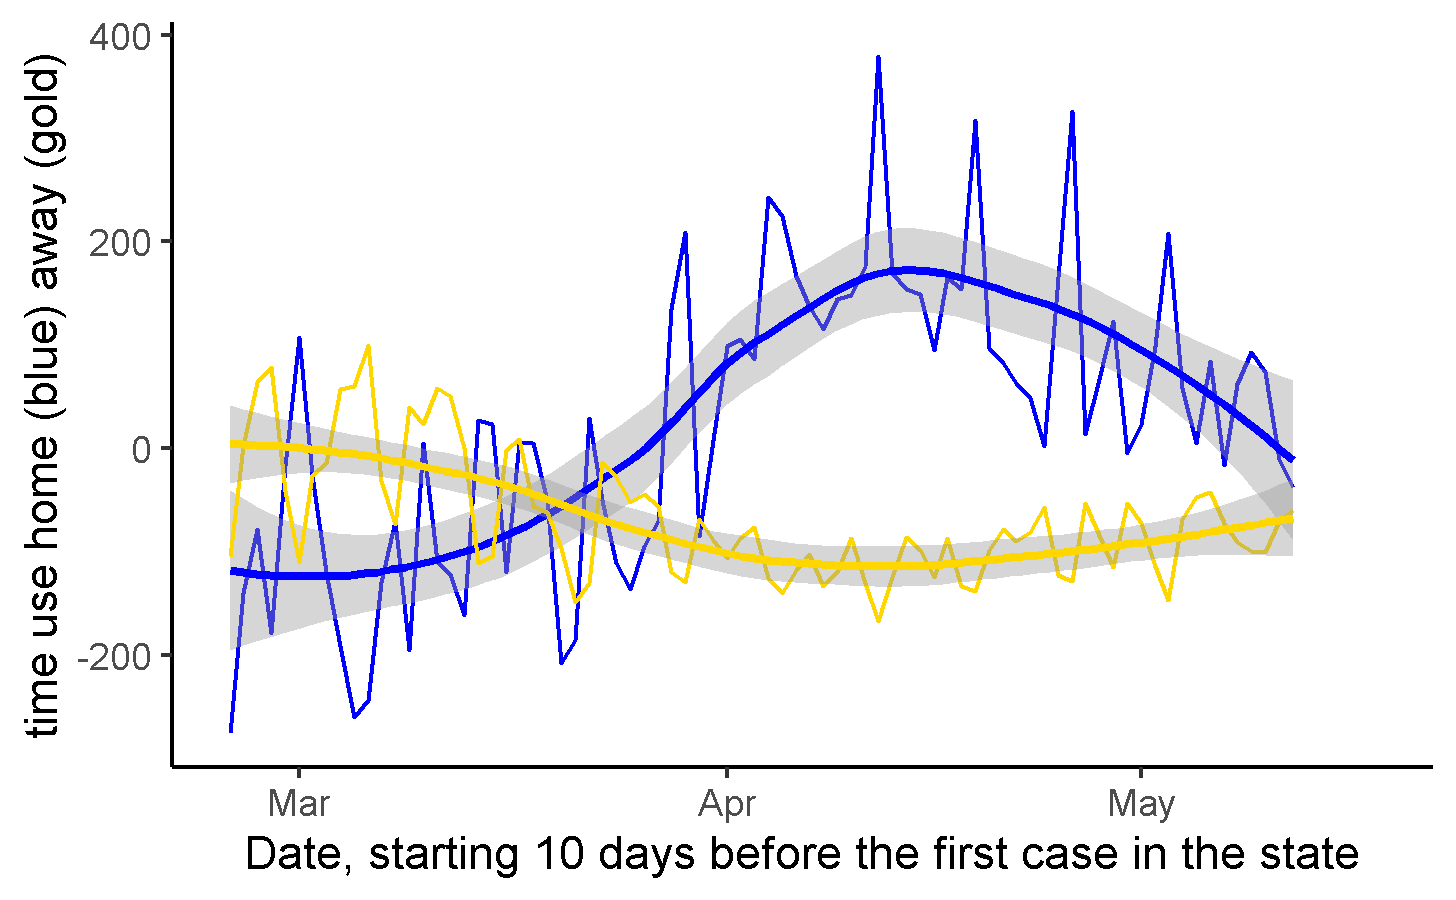 time use home (blue) away (gold)
400
200
0
-200
Mar
Apr
May
Date, starting 10 days before the first case in the state